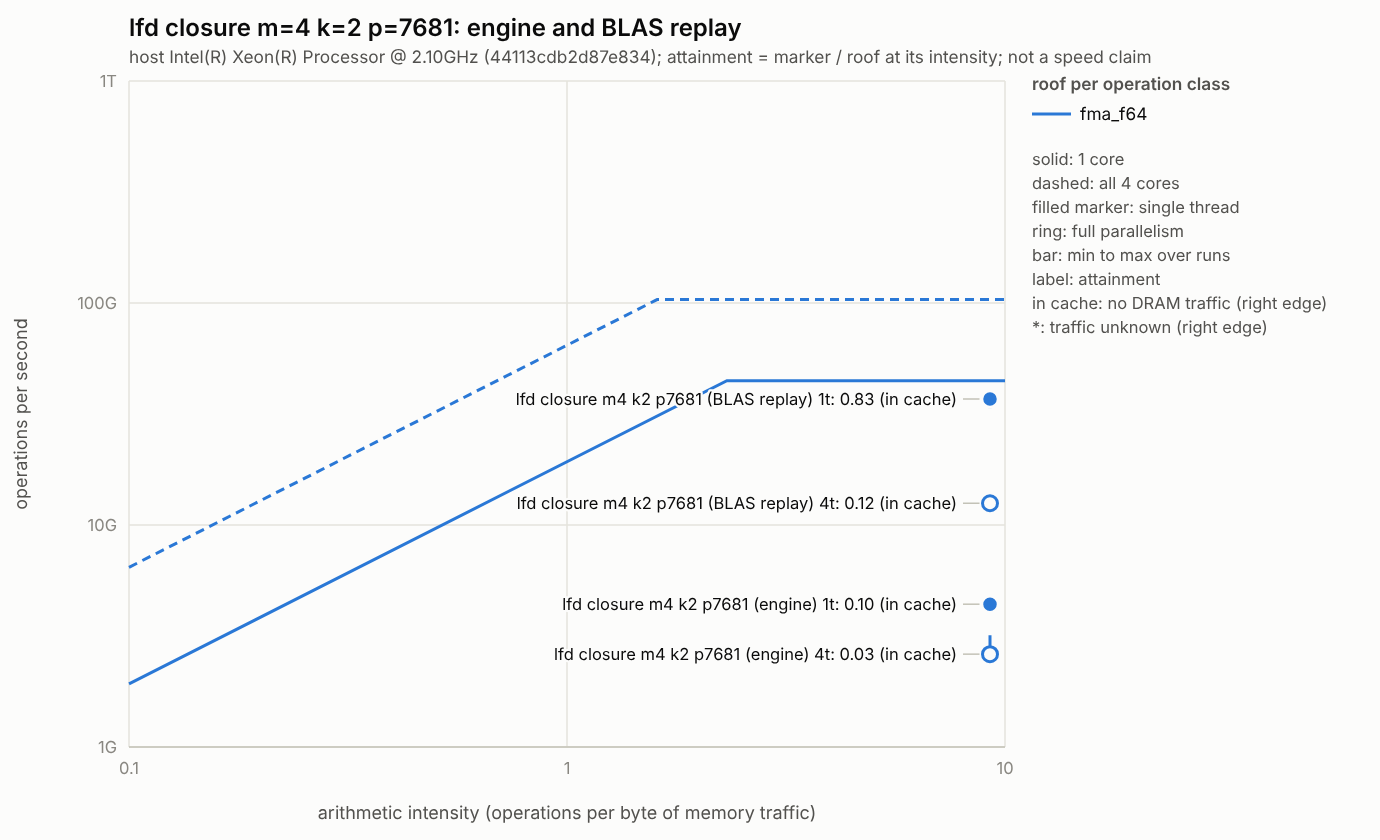 lfd closure m=4 k=2 p=7681: engine and BLAS replay
host Intel(R) Xeon(R) Processor @ 2.10GHz (44113cdb2d87e834); attainment = marker / roof at its intensity; not a speed claim
roof per operation class
fma_f64
solid: 1 core
dashed: all 4 cores
filled marker: single thread
ring: full parallelism
bar: min to max over runs
label: attainment
in cache: no DRAM traffic (right edge)
*: traffic unknown (right edge)
operations per second
1T
100G
10G
1G
lfd closure m4 k2 p7681 (BLAS replay) 1t: 0.83 (in cache)
lfd closure m4 k2 p7681 (BLAS replay) 4t: 0.12 (in cache)
lfd closure m4 k2 p7681 (engine) 1t: 0.10 (in cache)
lfd closure m4 k2 p7681 (engine) 4t: 0.03 (in cache)
0.1 1 10
arithmetic intensity (operations per byte of memory traffic)